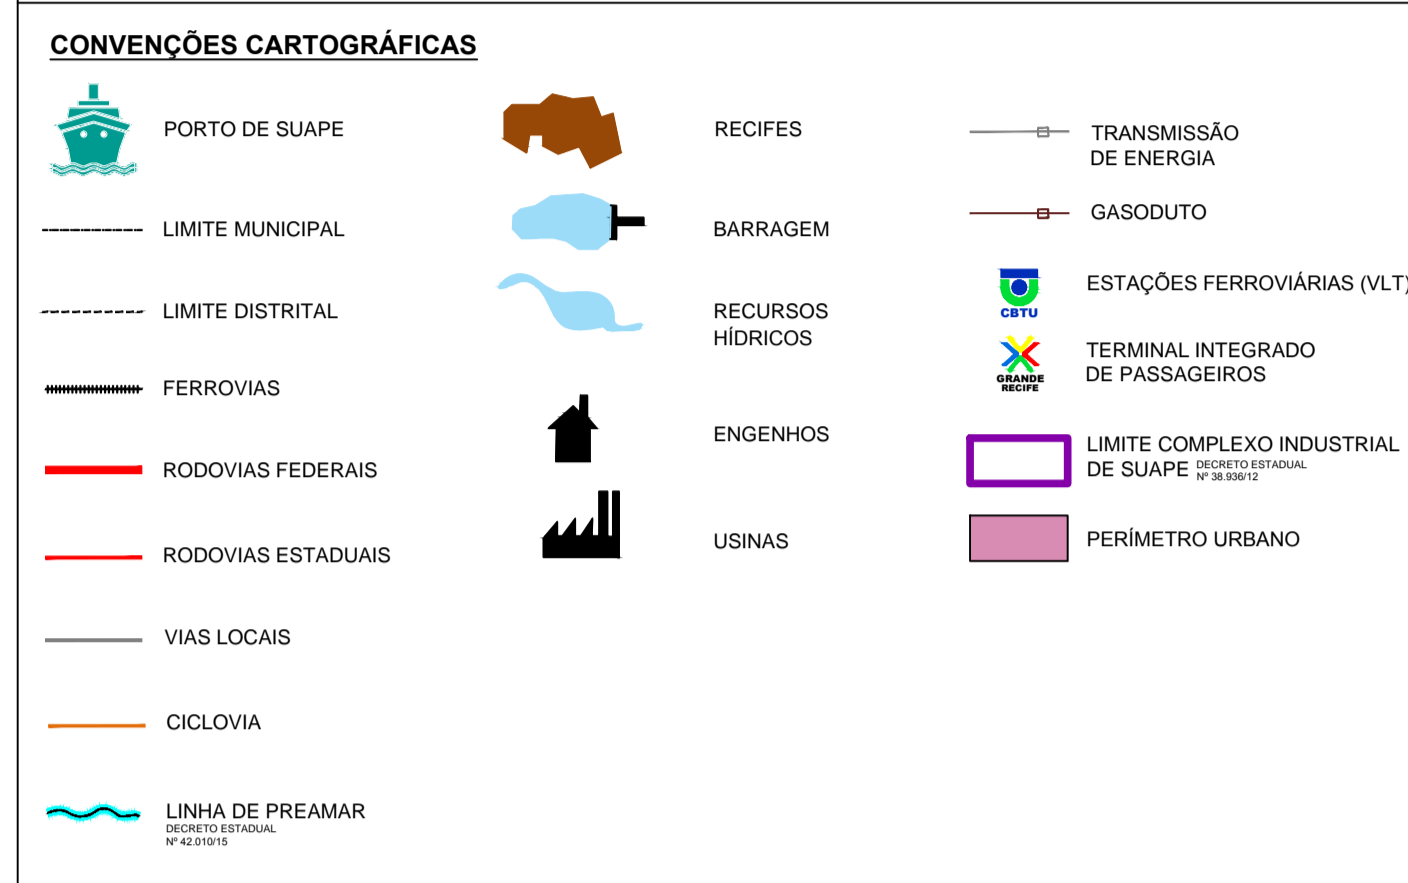 CONVENÇÕES CARTOGRÁFICAS
PORTO DE SUAPE
LIMITE MUNICIPAL
LIMITE DISTRITAL
FERROVIAS
RODOVIAS FEDERAIS
RODOVIAS ESTADUAIS
VIAS LOCAIS
CICLOVIA
LINHA DE PREAMAR
DECRETO ESTADUAL
Nº 42.010/15
RECIFES
BARRAGEM
RECURSOS
HÍDRICOS
ENGENHOS
USINAS
TRANSMISSÃO
DE ENERGIA
GASODUTO
CBTU
ESTAÇÕES FERROVIÁRIAS (VLT)
GRANDE
RECIFE
TERMINAL INTEGRADO
DE PASSAGEIROS
LIMITE COMPLEXO INDUSTRIAL
DE SUAPE DECRETO ESTADUAL
Nº 38.936/12
PERÍMETRO URBANO